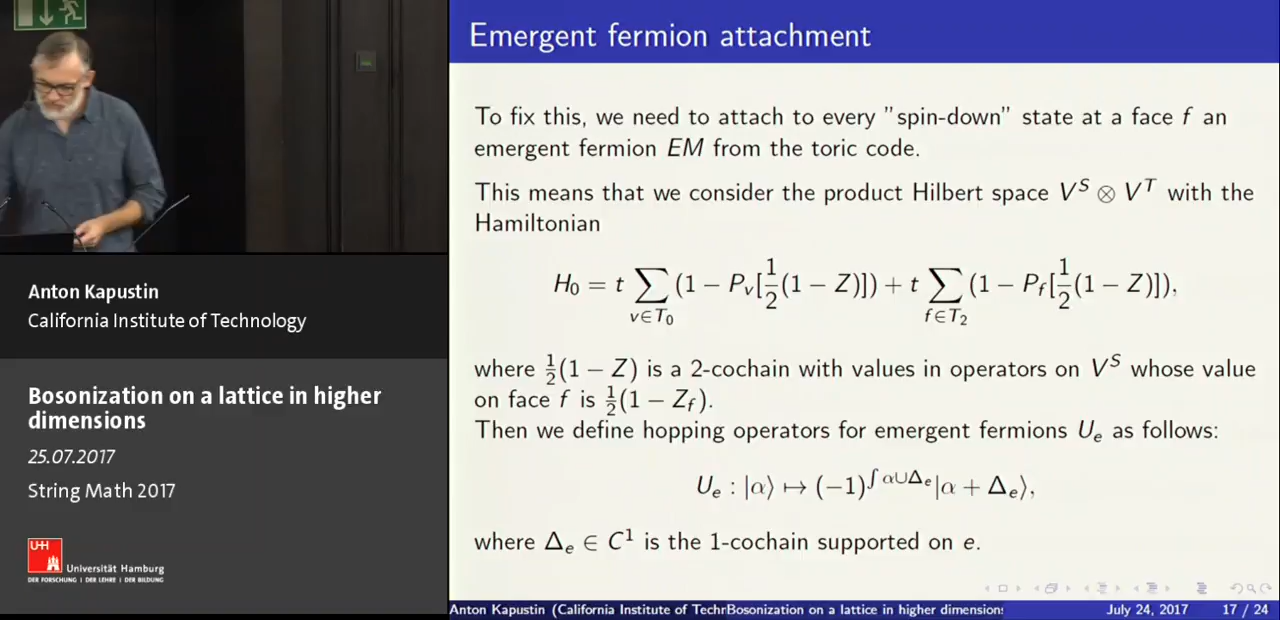 Emergent fermion attachment
To fix this, we need to attach to every "spin-down" state at a face f an
emergent fermion EM from the toric code.
This means that we consider the product Hilbert space V^S ⊗ V^T with the
Hamiltonian
H_0 = t ∑_{v∈T_0} (1 − P_v[½(1 − Z)]) + t ∑_{f∈T_2} (1 − P_f[½(1 − Z)]),
where ½(1 − Z) is a 2-cochain with values in operators on V^S whose value
on face f is ½(1 − Z_f).
Then we define hopping operators for emergent fermions U_e as follows:
U_e : |α⟩ ↦ (−1)^{∫ α∪Δ_e}|α + Δ_e⟩,
where Δ_e ∈ C^1 is the 1-cochain supported on e.
Anton Kapustin (California Institute of Techr
Bosonization on a lattice in higher dimensions
July 24, 2017
17 / 24
Anton Kapustin
California Institute of Technology
Bosonization on a lattice in higher
dimensions
25.07.2017
String Math 2017
UH
Universität Hamburg
DER FORSCHUNG | DER LEHRE | DER BILDUNG